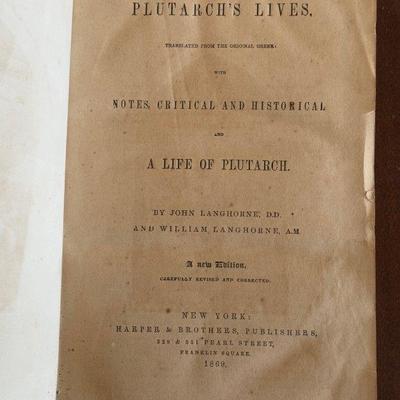 PLUTARCH'S LIVES,
TRANSLATED FROM THE ORIGINAL GREEK:
WITH
NOTES, CRITICAL AND HISTORICAL
AND
A LIFE OF PLUTARCH.
BY JOHN LANGHORNE, D.D.
AND WILLIAM LANGHORNE, A.M
A new Edition,
CAREFULLY REVISED AND CORRECTED.
NEW YORK:
HARPER & BROTHERS, PUBLISHERS,
329 & 331 PEARL STREET,
FRANKLIN SQUARE.
1869.